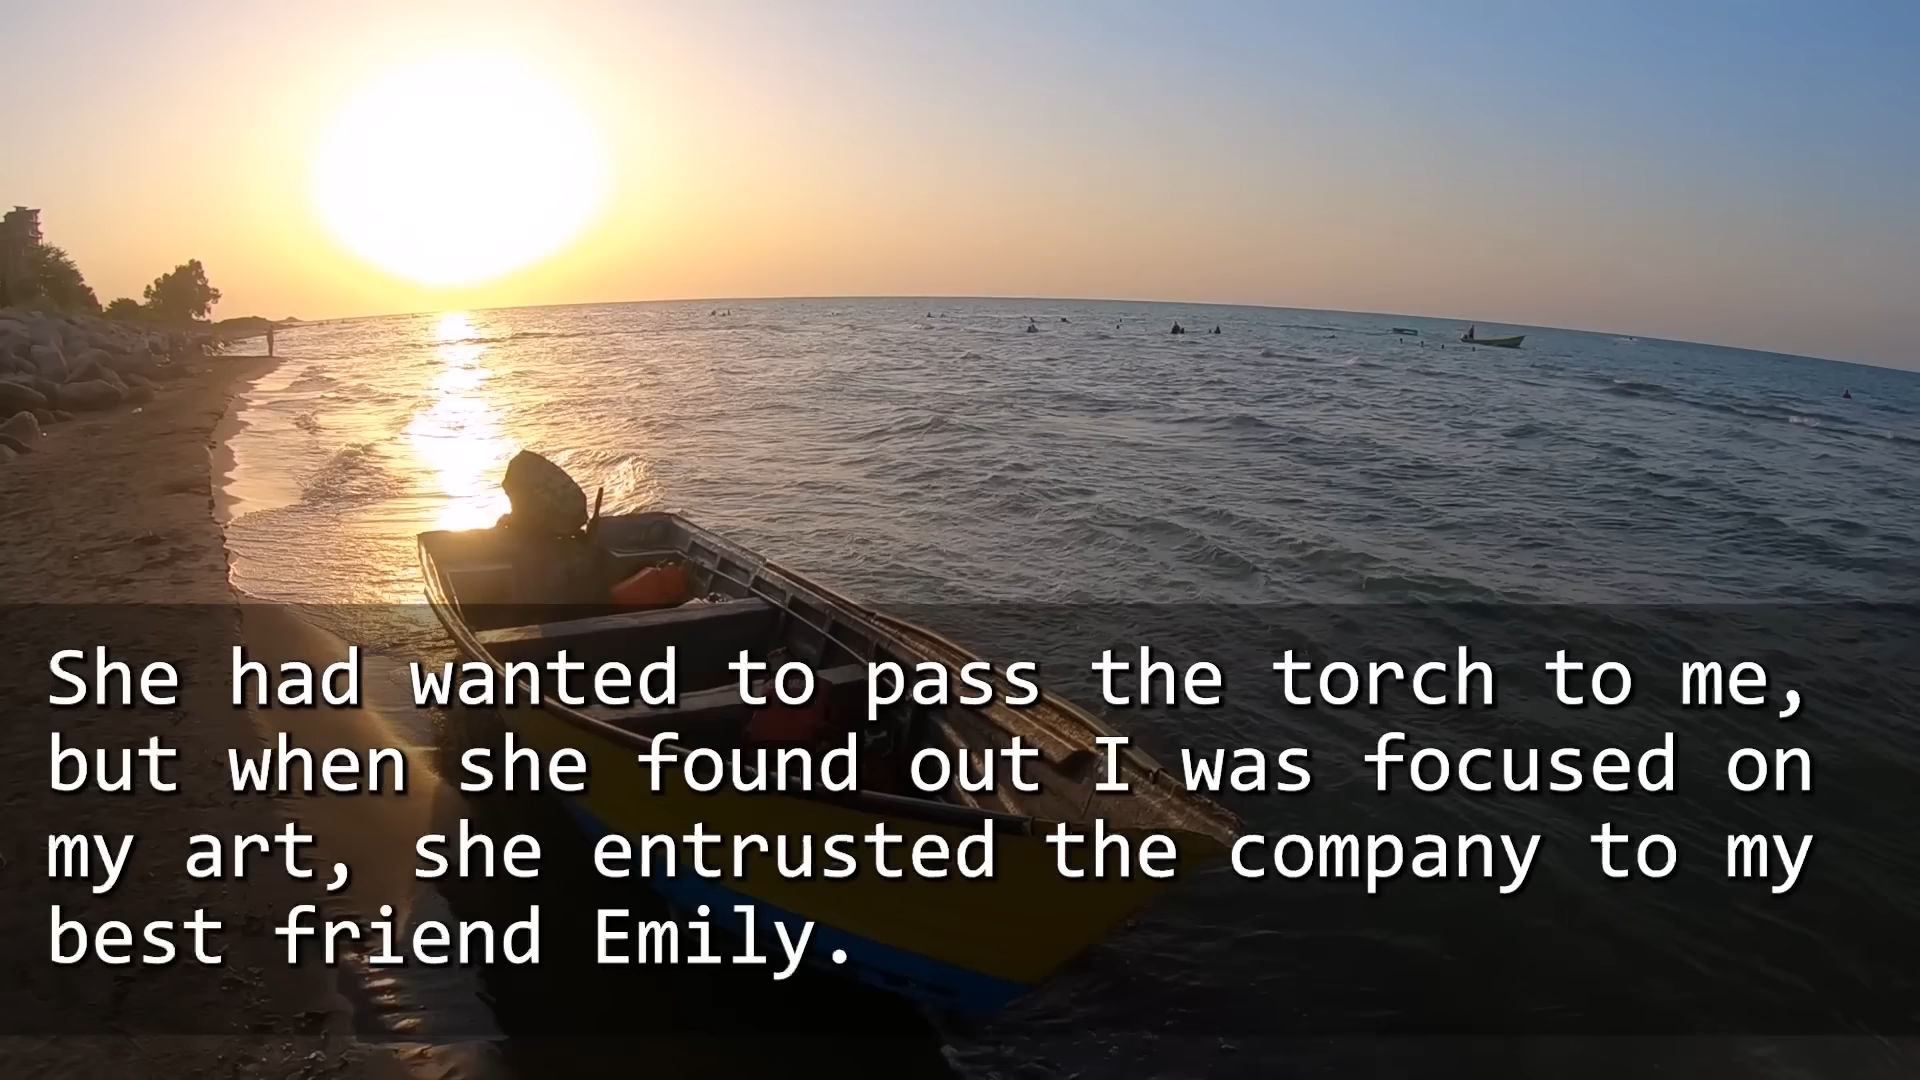 She had wanted to pass the torch to me,
but when she found out I was focused on
my art, she entrusted the company to my
best friend Emily.